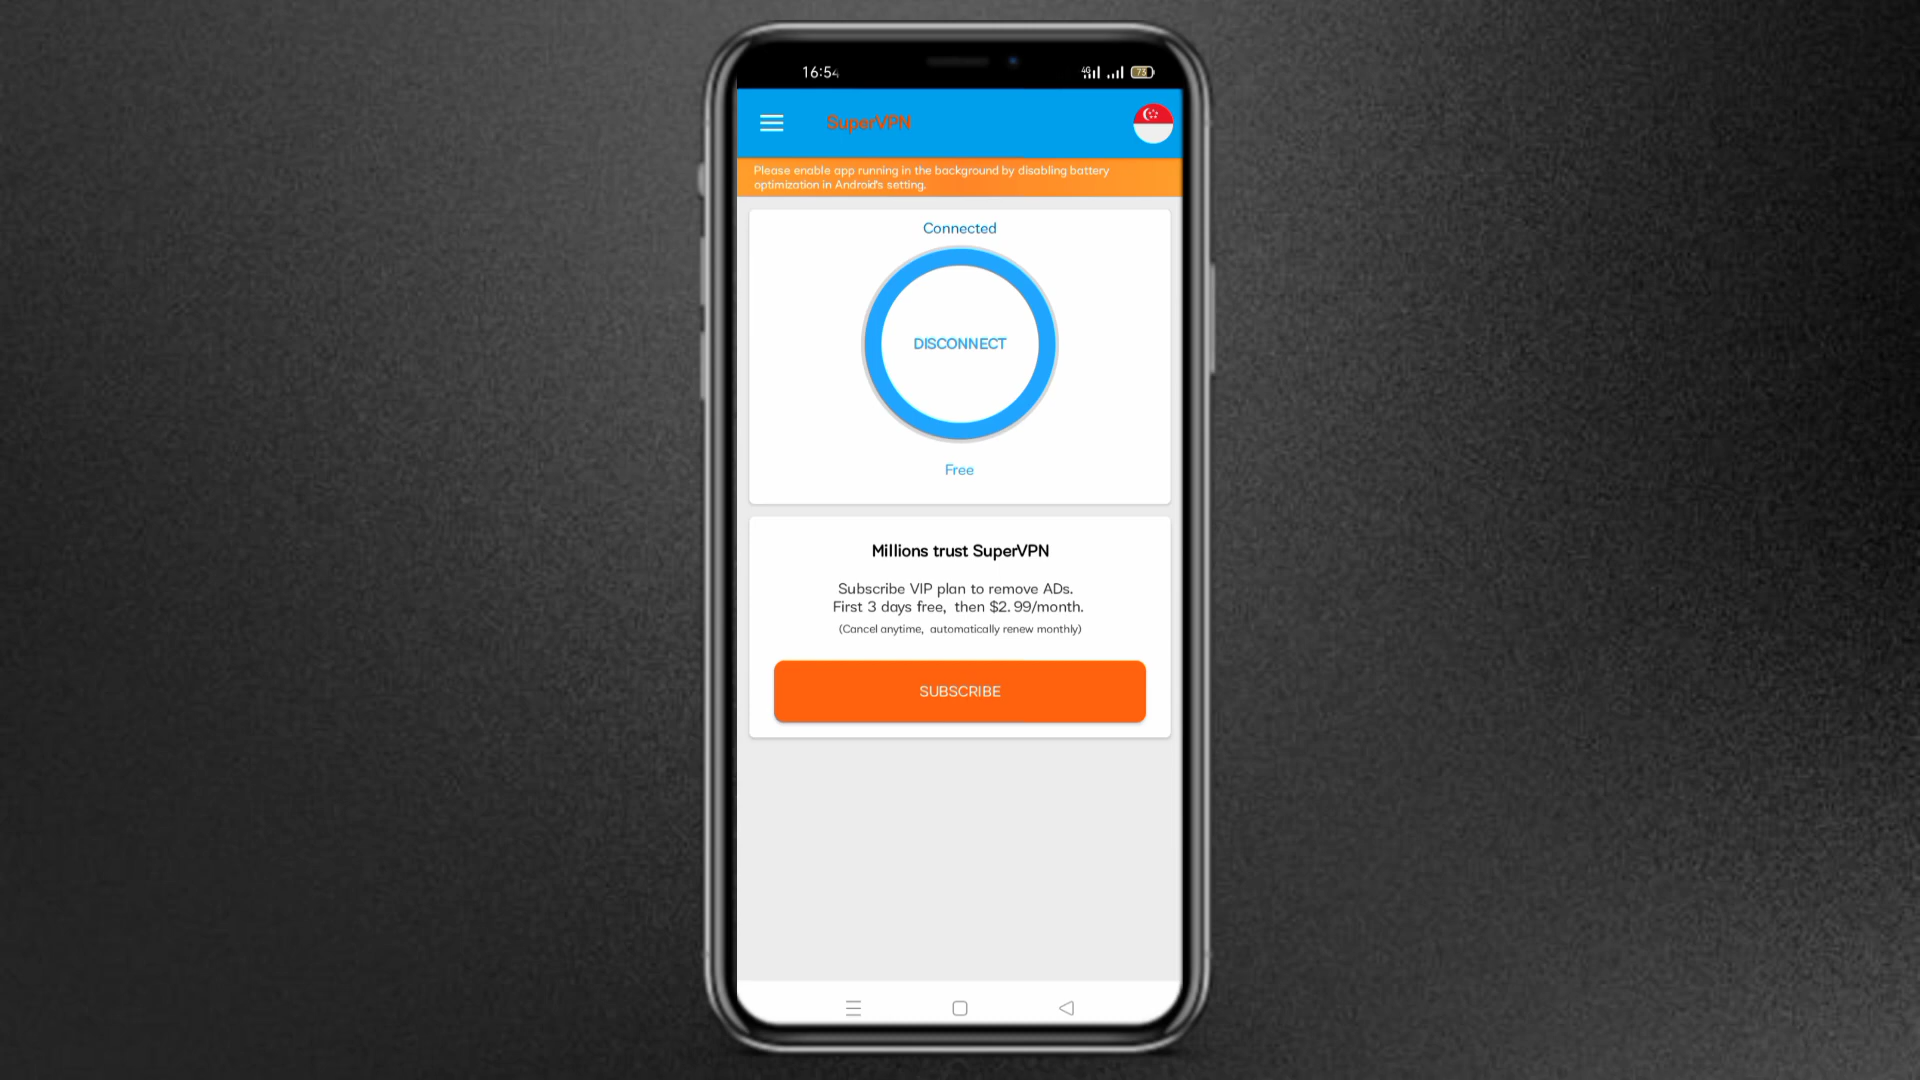 16:54
4G
73
SuperVPN
Please enable app running in the background by disabling battery
optimization in Android's setting.
Connected
DISCONNECT
Free
Millions trust SuperVPN
Subscribe VIP plan to remove ADs.
First 3 days free, then $2.99/month.
(Cancel anytime, automatically renew monthly)
SUBSCRIBE